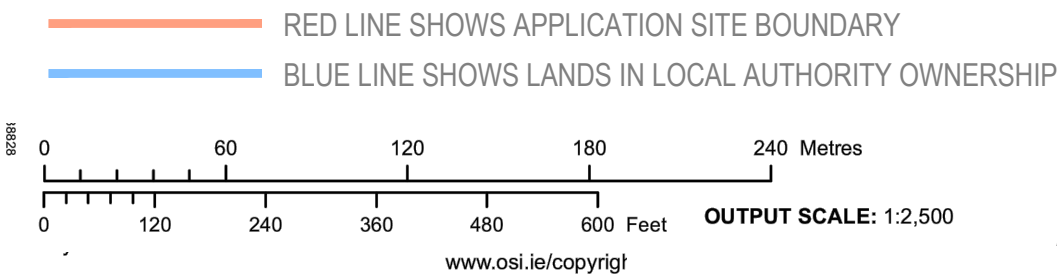 RED LINE SHOWS APPLICATION SITE BOUNDARY
BLUE LINE SHOWS LANDS IN LOCAL AUTHORITY OWNERSHIP
0 60 120 180 240 Metres
0 120 240 360 480 600 Feet
OUTPUT SCALE: 1:2,500